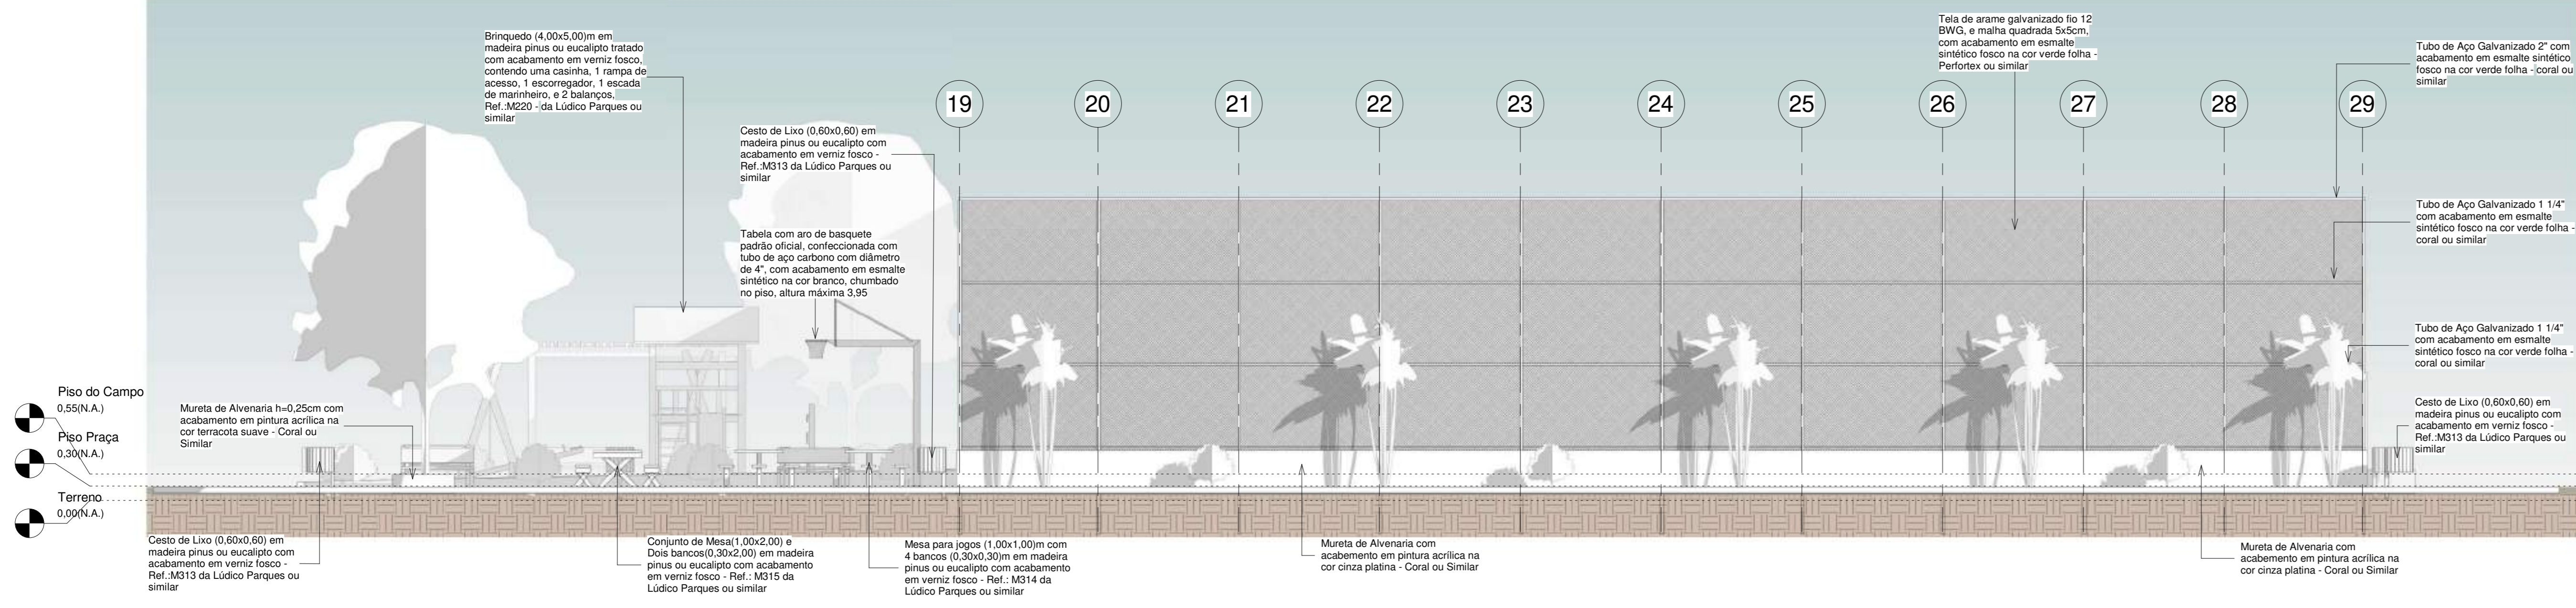 Brinquedo (4,00x5,00)m em
madeira pinus ou eucalipto tratado
com acabamento em verniz fosco,
contendo uma casinha, 1 rampa de
acesso, 1 escorregador, 1 escada
de marinheiro, e 2 balanços,
Ref.:M220 - da Lúdico Parques ou
similar
Cesto de Lixo (0,60x0,60) em
madeira pinus ou eucalipto com
acabamento em verniz fosco -
Ref.:M313 da Lúdico Parques ou
similar
Tabela com aro de basquete
padrão oficial, confeccionada com
tubo de aço carbono com diâmetro
de 4", com acabamento em esmalte
sintético na cor branco, chumbado
no piso, altura máxima 3,95
19
20
21
22
23
24
25
26
27
28
29
Tela de arame galvanizado fio 12
BWG, e malha quadrada 5x5cm,
com acabamento em esmalte
sintético fosco na cor verde folha -
Perfortex ou similar
Tubo de Aço Galvanizado 2" com
acabamento em esmalte sintético
fosco na cor verde folha - coral ou
similar
Tubo de Aço Galvanizado 1 1/4"
com acabamento em esmalte
sintético fosco na cor verde folha -
coral ou similar
Tubo de Aço Galvanizado 1 1/4"
com acabamento em esmalte
sintético fosco na cor verde folha -
coral ou similar
Cesto de Lixo (0,60x0,60) em
madeira pinus ou eucalipto com
acabamento em verniz fosco -
Ref.:M313 da Lúdico Parques ou
similar
Piso do Campo
0,55(N.A.)
Piso Praça
0,30(N.A.)
Terreno
0,00(N.A.)
Mureta de Alvenaria h=0,25cm com
acabamento em pintura acrílica na
cor terracota suave - Coral ou
Similar
Cesto de Lixo (0,60x0,60) em
madeira pinus ou eucalipto com
acabamento em verniz fosco -
Ref.:M313 da Lúdico Parques ou
similar
Conjunto de Mesa(1,00x2,00) e
Dois bancos(0,30x2,00) em madeira
pinus ou eucalipto com acabamento
em verniz fosco - Ref.: M315 da
Lúdico Parques ou similar
Mesa para jogos (1,00x1,00)m com
4 bancos (0,30x0,30)m em madeira
pinus ou eucalipto com acabamento
em verniz fosco - Ref.: M314 da
Lúdico Parques ou similar
Mureta de Alvenaria com
acabemento em pintura acrílica na
cor cinza platina - Coral ou Similar
Mureta de Alvenaria com
acabemento em pintura acrílica na
cor cinza platina - Coral ou Similar